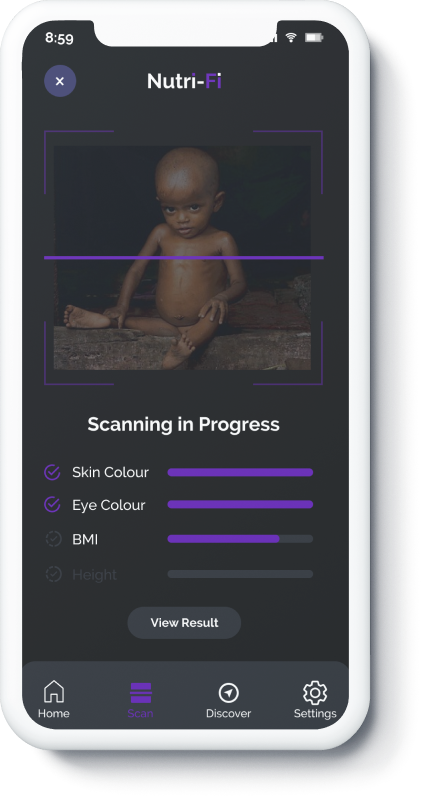 8:59
Nutri-Fi
Scanning in Progress
Skin Colour
Eye Colour
BMI
Height
View Result
Home
Scan
Discover
Settings